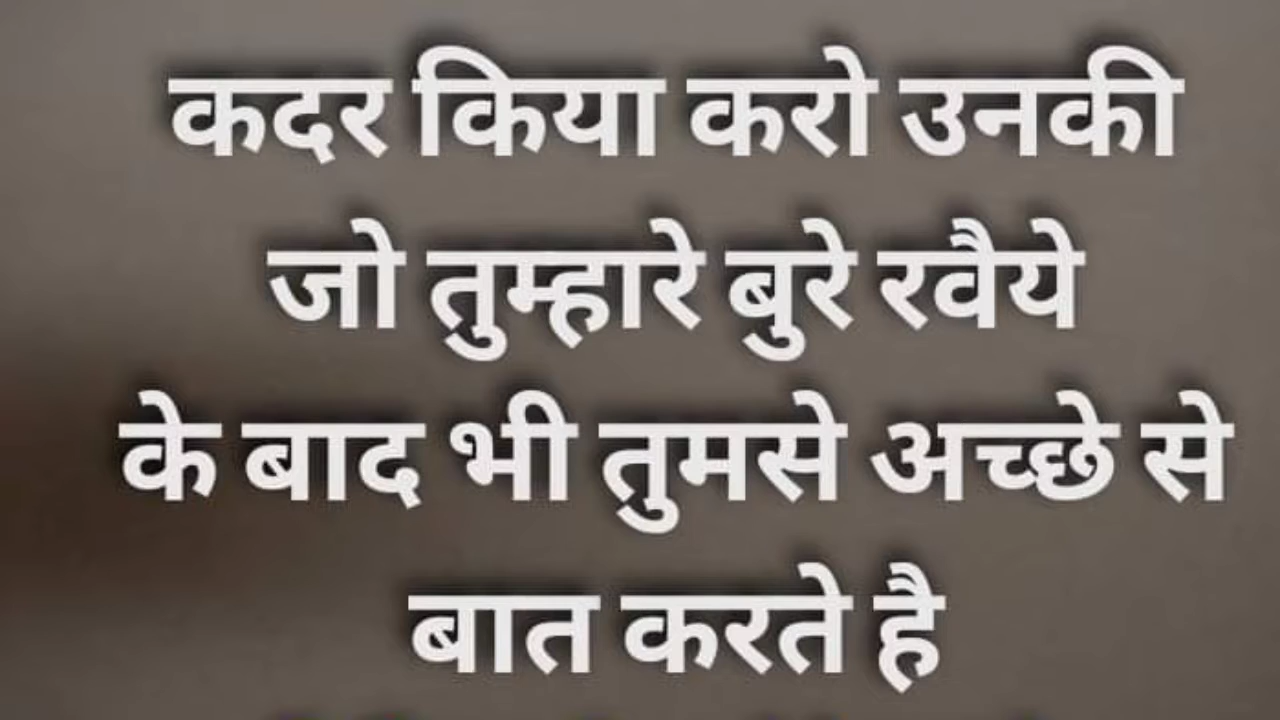 कदर किया करो उनकी
जो तुम्हारे बुरे रवैये
के बाद भी तुमसे अच्छे से
बात करते है